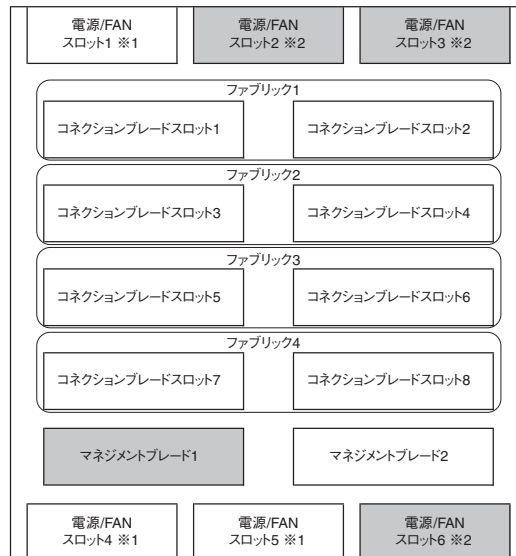 電源/FAN
スロット1 ※1
電源/FAN
スロット2 ※2
電源/FAN
スロット3 ※2
ファブリック1
コネクションブレードスロット1
コネクションブレードスロット2
ファブリック2
コネクションブレードスロット3
コネクションブレードスロット4
ファブリック3
コネクションブレードスロット5
コネクションブレードスロット6
ファブリック4
コネクションブレードスロット7
コネクションブレードスロット8
マネジメントブレード1
マネジメントブレード2
電源/FAN
スロット4 ※1
電源/FAN
スロット5 ※1
電源/FAN
スロット6 ※2